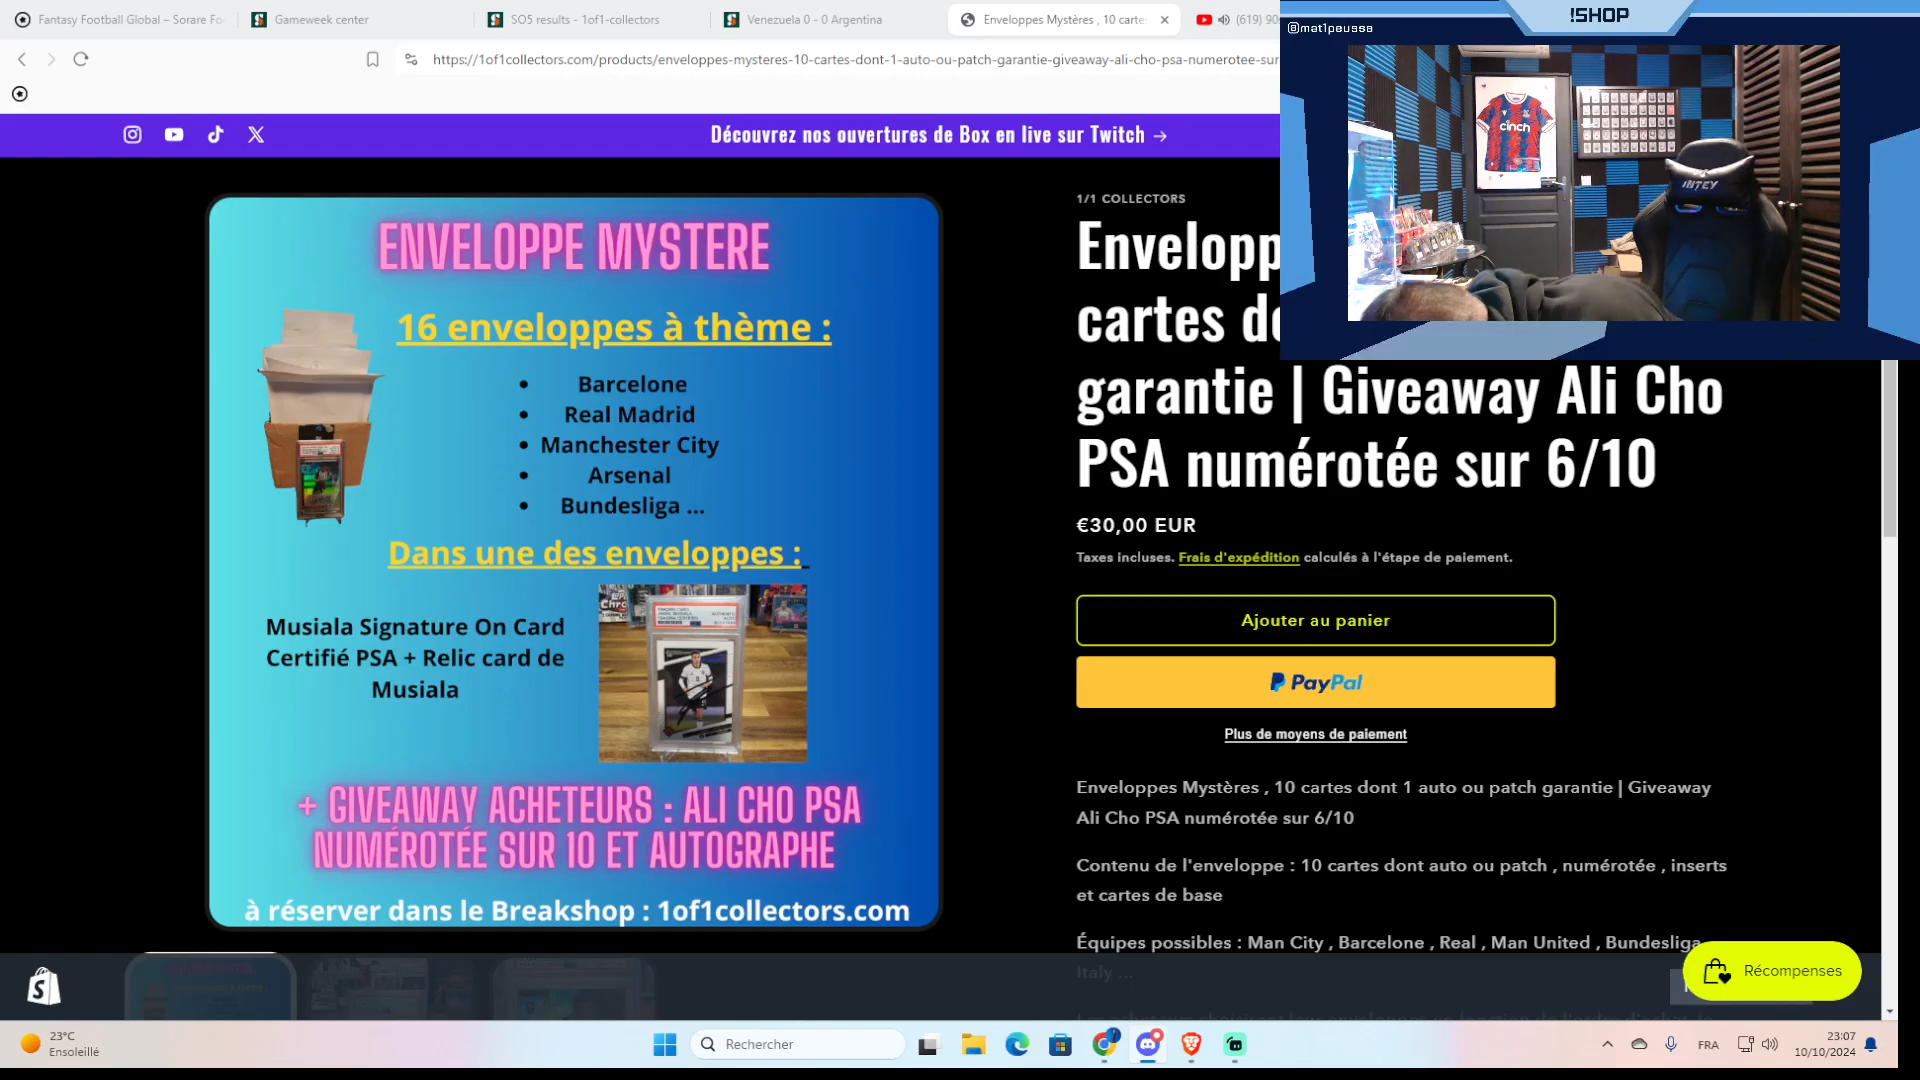 Fantasy Football Global – Sorare Fo
Gameweek center
SO5 results - 1of1-collectors
Venezuela 0 - 0 Argentina
Enveloppes Mystères , 10 carte
(619) 90
https://1of1collectors.com/products/enveloppes-mysteres-10-cartes-dont-1-auto-ou-patch-garantie-giveaway-ali-cho-psa-numerotee-sur
!SHOP
@mat1peussa
cinch
INTEY
Découvrez nos ouvertures de Box en live sur Twitch →
ENVELOPPE MYSTERE
16 enveloppes à thème :
• Barcelone
• Real Madrid
• Manchester City
• Arsenal
• Bundesliga ...
Dans une des enveloppes :
Musiala Signature On Card
Certifié PSA + Relic card de
Musiala
+ GIVEAWAY ACHETEURS : ALI CHO PSA
NUMÉROTÉE SUR 10 ET AUTOGRAPHE
à réserver dans le Breakshop : 1of1collectors.com
1/1 COLLECTORS
Envelopp
cartes do
garantie | Giveaway Ali Cho
PSA numérotée sur 6/10
€30,00 EUR
Taxes incluses. Frais d'expédition calculés à l'étape de paiement.
Ajouter au panier
PayPal
Plus de moyens de paiement
Enveloppes Mystères , 10 cartes dont 1 auto ou patch garantie | Giveaway
Ali Cho PSA numérotée sur 6/10
Contenu de l'enveloppe : 10 cartes dont auto ou patch , numérotée , inserts
et cartes de base
Équipes possibles : Man City , Barcelone , Real , Man United , Bundesliga
Italy ...
Récompenses
23°C
Ensoleillé
Rechercher
FRA
23:07
10/10/2024